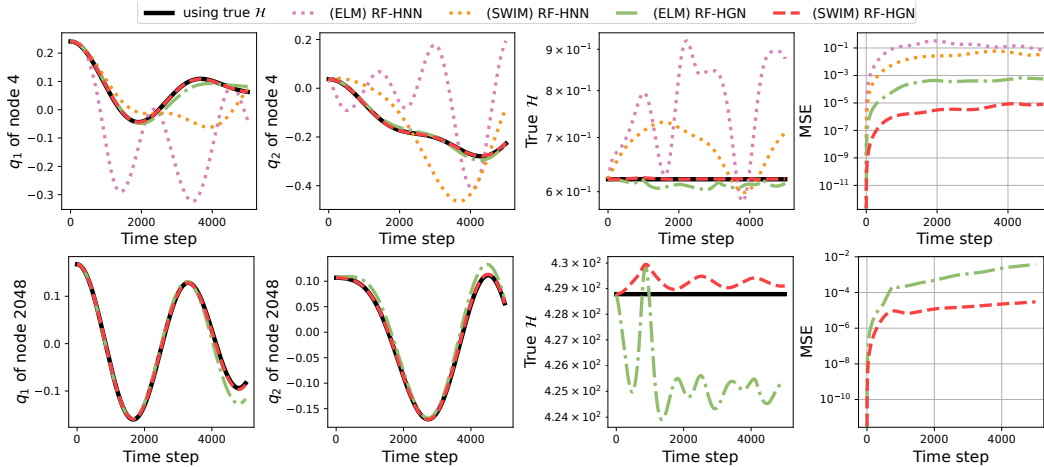 using true ℋ (ELM) RF-HNN (SWIM) RF-HNN (ELM) RF-HGN (SWIM) RF-HGN
q₁ of node 4
0.2
0.1
0.0
−0.1
−0.2
−0.3
0 2000 4000
Time step
q₂ of node 4
0.0
−0.2
−0.4
0 2000 4000
Time step
True ℋ
9 × 10⁻¹
8 × 10⁻¹
7 × 10⁻¹
6 × 10⁻¹
0 2000 4000
Time step
MSE
10⁻¹
10⁻³
10⁻⁵
10⁻⁷
10⁻⁹
10⁻¹¹
0 2000 4000
Time step
q₁ of node 2048
0.1
0.0
−0.1
0 2000 4000
Time step
q₂ of node 2048
0.10
0.05
0.00
−0.05
−0.10
−0.15
0 2000 4000
Time step
True ℋ
4.3 × 10²
4.29 × 10²
4.28 × 10²
4.27 × 10²
4.26 × 10²
4.25 × 10²
4.24 × 10²
0 2000 4000
Time step
MSE
10⁻²
10⁻⁴
10⁻⁶
10⁻⁸
10⁻¹⁰
0 2000 4000
Time step